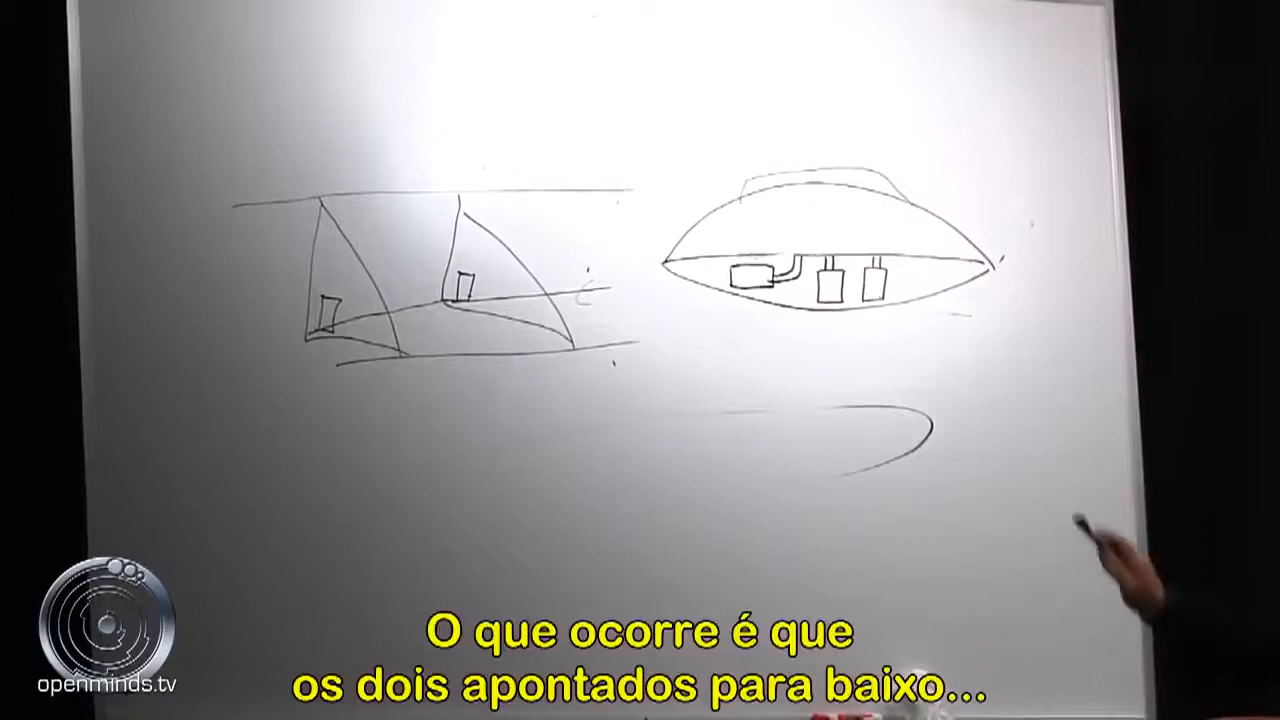 openminds.tv
O que ocorre é que
os dois apontados para baixo...